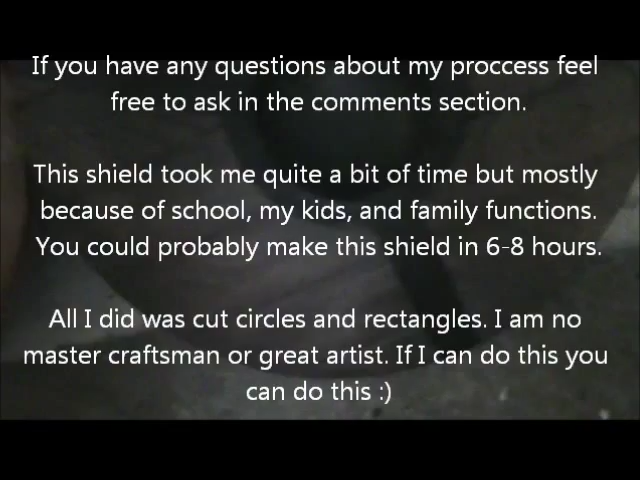 If you have any questions about my proccess feel
free to ask in the comments section.
This shield took me quite a bit of time but mostly
because of school, my kids, and family functions.
You could probably make this shield in 6-8 hours.
All I did was cut circles and rectangles. I am no
master craftsman or great artist. If I can do this you
can do this :)